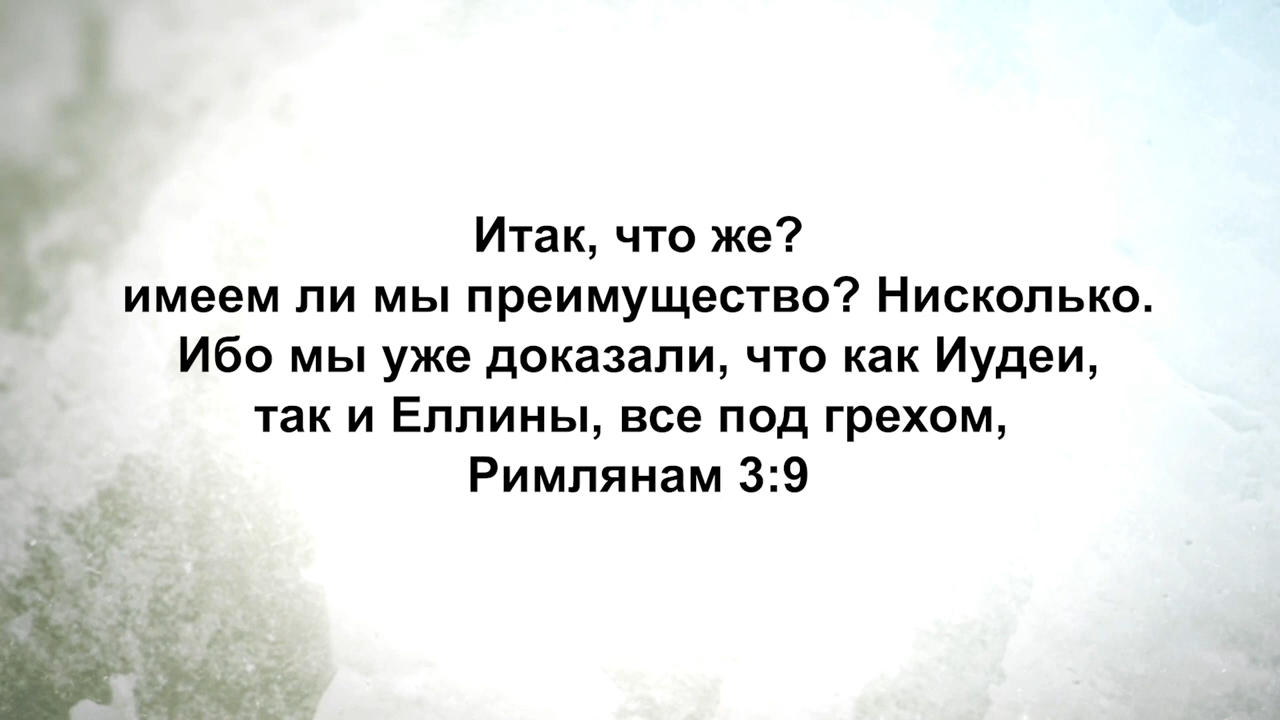 Итак, что же?
имеем ли мы преимущество? Нисколько.
Ибо мы уже доказали, что как Иудеи,
так и Еллины, все под грехом,
Римлянам 3:9